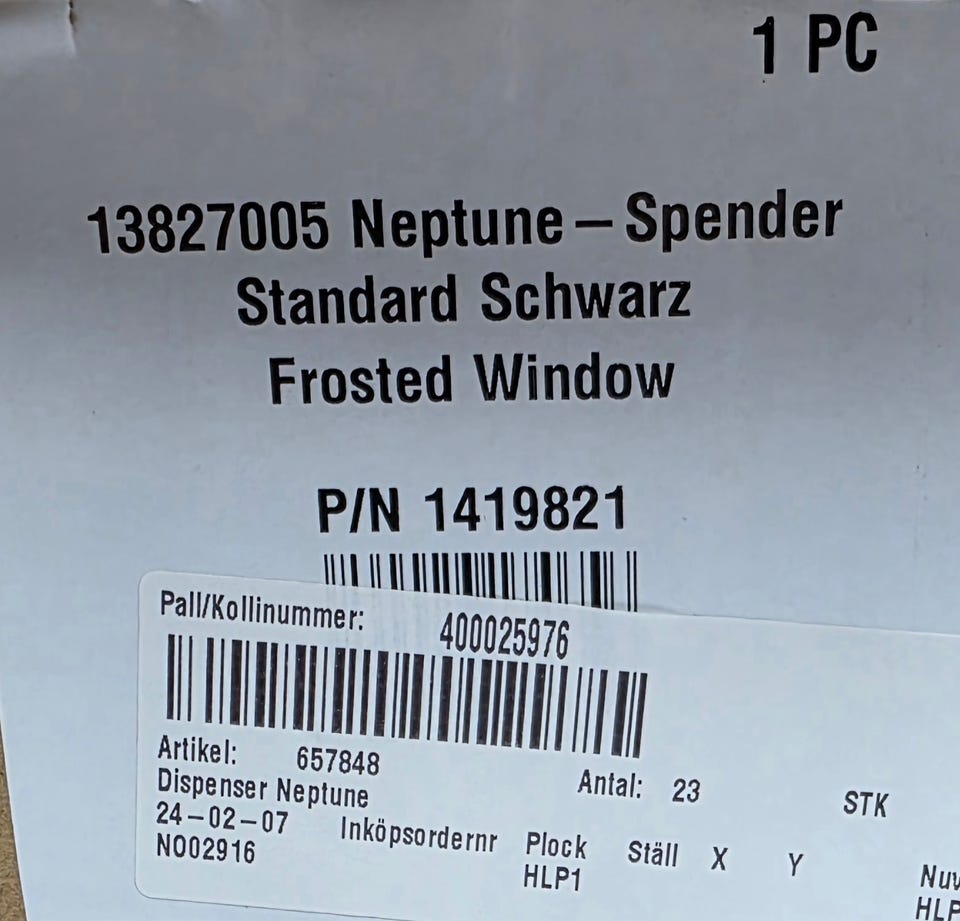 1 PC
13827005 Neptune – Spender
Standard Schwarz
Frosted Window
P/N 1419821
Pall/Kollinummer: 400025976
Artikel: 657848 Antal: 23 STK
Dispenser Neptune
24-02-07 Inköpsordernr Plock Ställ X Y
NO02916 HLP1